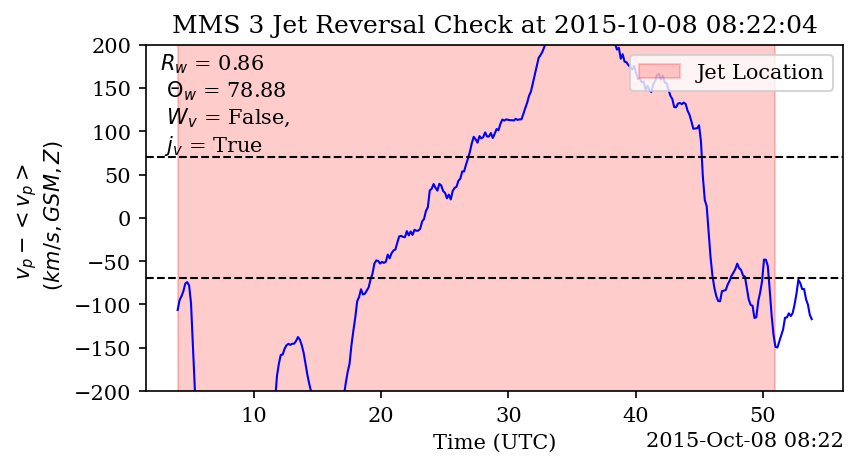 MMS 3 Jet Reversal Check at 2015-10-08 08:22:04
R_w = 0.86
Θ_w = 78.88
W_v = False,
j_v = True
Jet Location
v_p − <v_p>
(km/s, GSM, Z)
200
150
100
50
0
−50
−100
−150
−200
10 20 30 40 50
Time (UTC)
2015-Oct-08 08:22